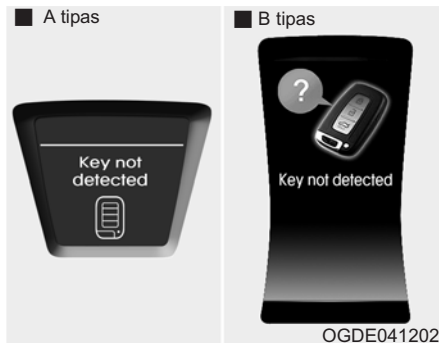 A tipas
Key not
detected
B tipas
?
Key not detected
OGDE041202